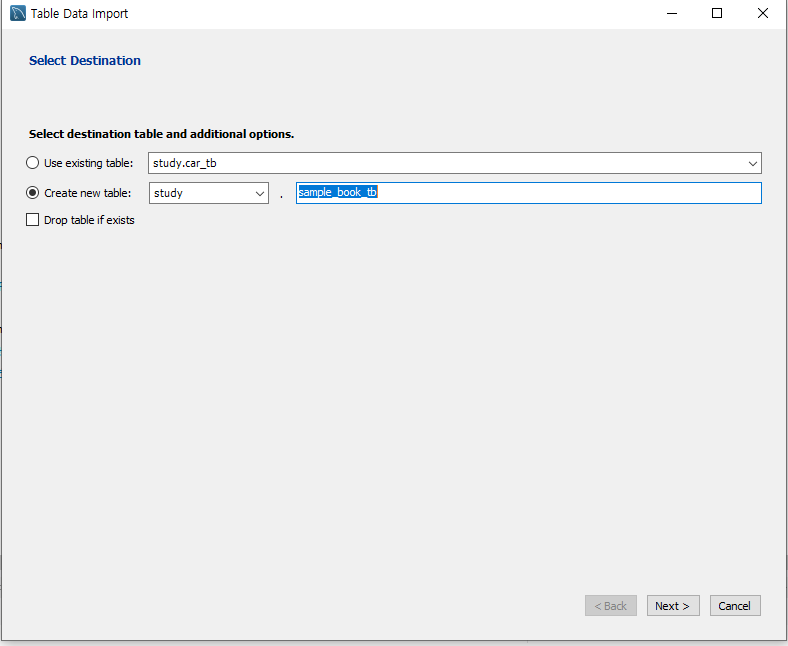 Table Data Import
Select Destination
Select destination table and additional options.
Use existing table: study.car_tb
Create new table: study . sample_book_tb
Drop table if exists
< Back Next > Cancel